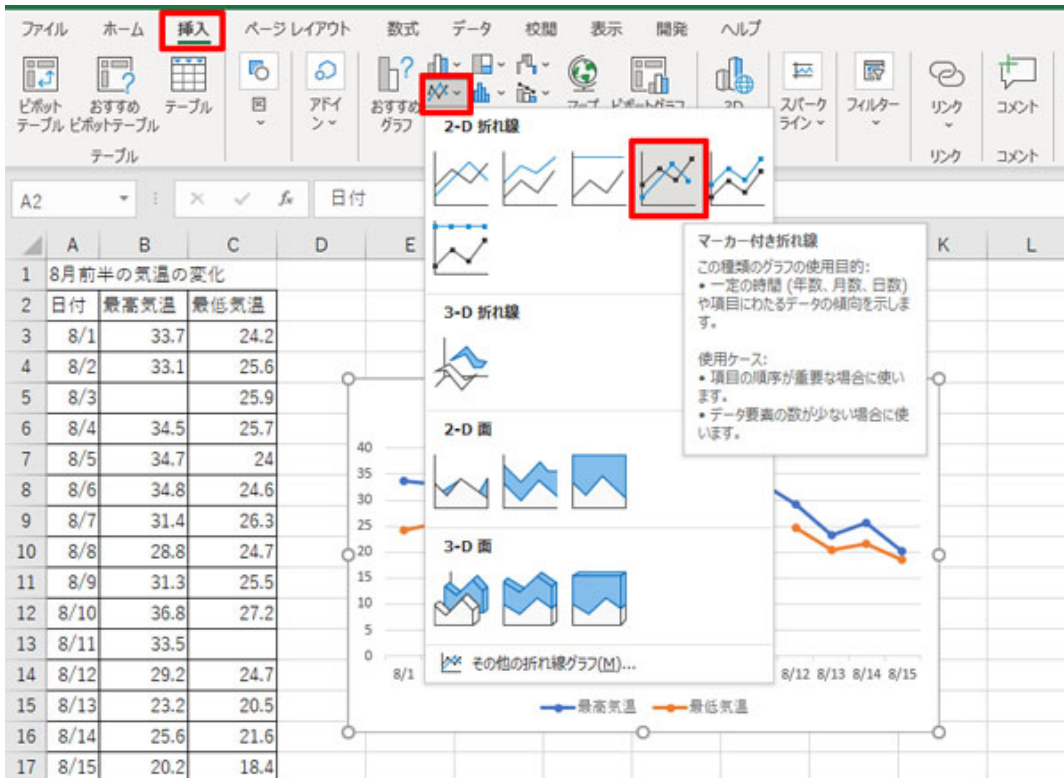 ファイル ホーム 挿入 ページ レイアウト 数式 データ 校閲 表示 開発 ヘルプ
ピボット
テーブル
おすすめ
ピボットテーブル
テーブル
アドイ
ン
おすすめ
グラフ
スパーク
ライン
フィルター
リンク
コメント
テーブル
リンク
コメント
2-D 折れ線
A2
fx
日付
マーカー付き折れ線
この種類のグラフの使用目的:
• 一定の時間 (年数、月数、日数)
や項目にわたるデータの傾向を示しま
す。
使用ケース:
• 項目の順序が重要な場合に使い
ます。
• データ要素の数が少ない場合に使
います。
3-D 折れ線
2-D 面
3-D 面
その他の折れ線グラフ(M)...
A B C D E K L
1 8月前半の気温の変化
2 日付 最高気温 最低気温
3 8/1 33.7 24.2
4 8/2 33.1 25.6
5 8/3 25.9
6 8/4 34.5 25.7
7 8/5 34.7 24
8 8/6 34.8 24.6
9 8/7 31.4 26.3
10 8/8 28.8 24.7
11 8/9 31.3 25.5
12 8/10 36.8 27.2
13 8/11 33.5
14 8/12 29.2 24.7
15 8/13 23.2 20.5
16 8/14 25.6 21.6
17 8/15 20.2 18.4
40
35
30
25
20
15
10
5
0
8/1 8/12 8/13 8/14 8/15
最高気温 最低気温